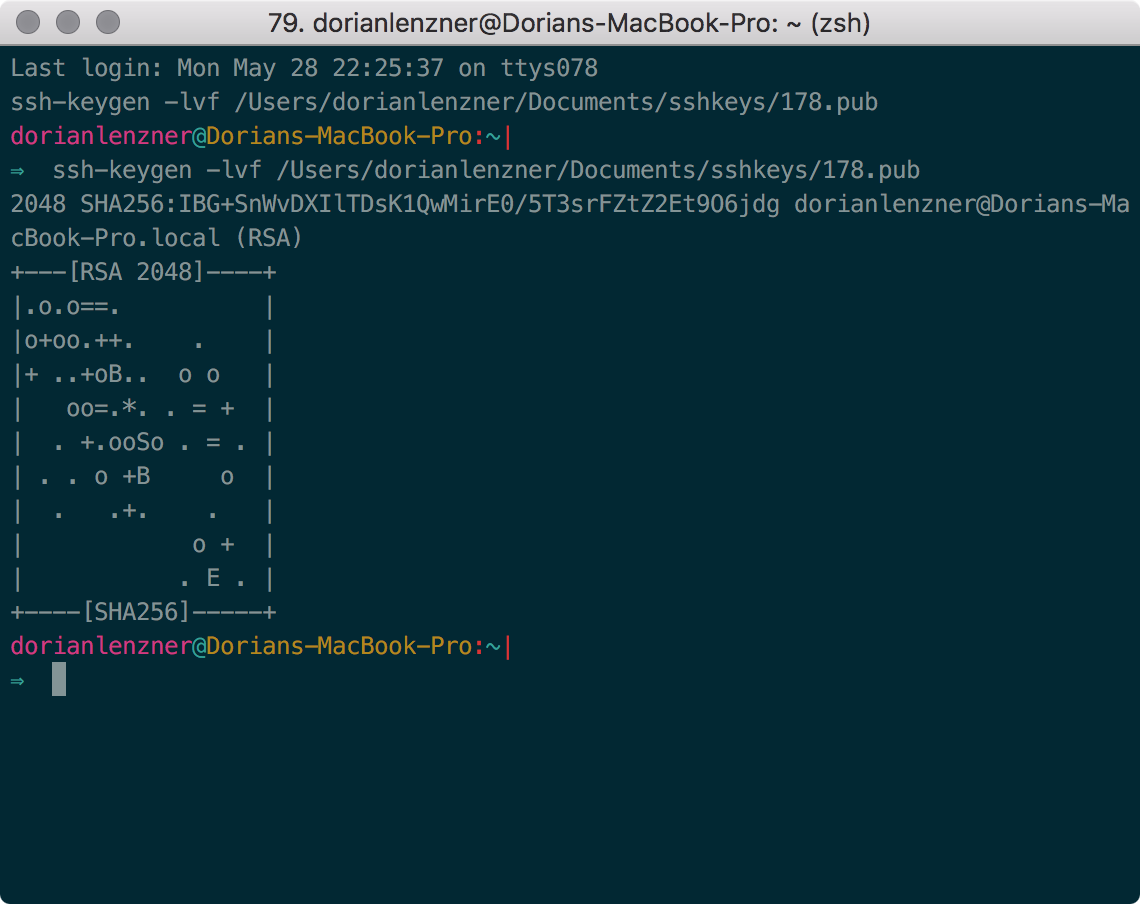 79. dorianlenzner@Dorians-MacBook-Pro: ~ (zsh)
Last login: Mon May 28 22:25:37 on ttys078
ssh-keygen -lvf /Users/dorianlenzner/Documents/sshkeys/178.pub
dorianlenzner@Dorians-MacBook-Pro:~|
⇒  ssh-keygen -lvf /Users/dorianlenzner/Documents/sshkeys/178.pub
2048 SHA256:IBG+SnWvDXIlTDsK1QwMirE0/5T3srFZtZ2Et9O6jdg dorianlenzner@Dorians-Ma
cBook-Pro.local (RSA)
+---[RSA 2048]----+
|.o.o==.          |
|o+oo.++.    .    |
|+ ..+oB..  o o   |
|   oo=.*. . = +  |
|  . +.ooSo . = . |
| . . o +B     o  |
|  .   .+.    .   |
|            o +  |
|           . E . |
+----[SHA256]-----+
dorianlenzner@Dorians-MacBook-Pro:~|
⇒